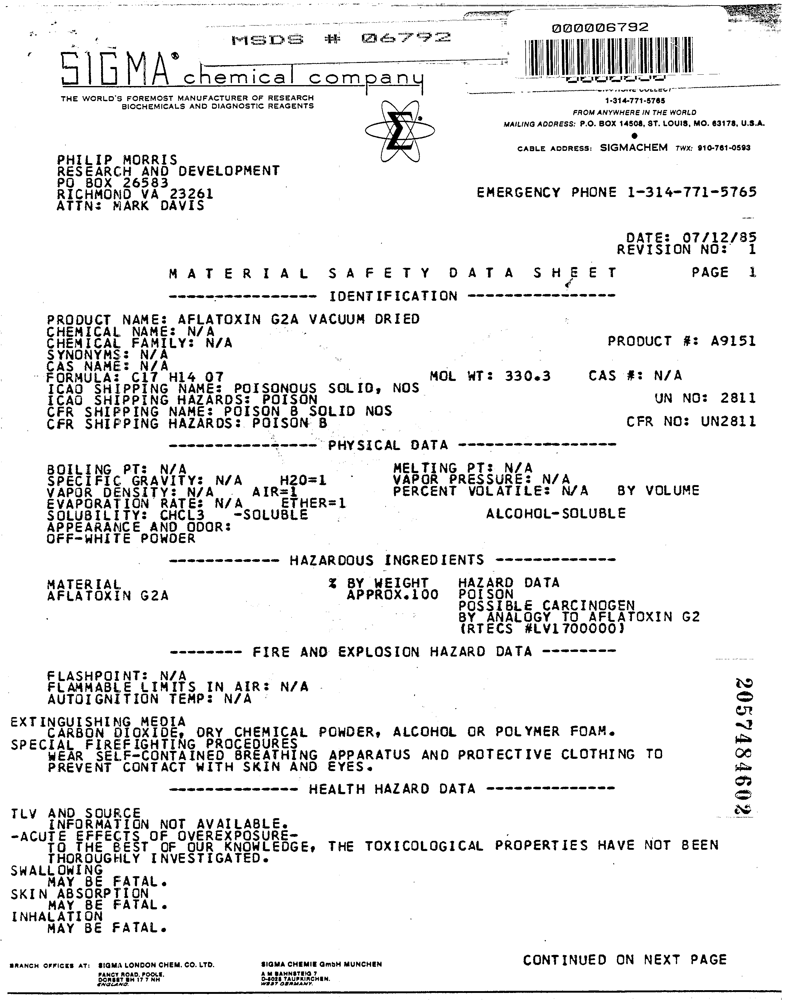 MSDS # 06792
000006792
SIGMA® chemical company
THE WORLD'S FOREMOST MANUFACTURER OF RESEARCH
BIOCHEMICALS AND DIAGNOSTIC REAGENTS
1-314-771-5765
FROM ANYWHERE IN THE WORLD
MAILING ADDRESS: P.O. BOX 14508, ST. LOUIS, MO. 63178, U.S.A.
CABLE ADDRESS: SIGMACHEM TWX: 910-761-0593
PHILIP MORRIS
RESEARCH AND DEVELOPMENT
PO BOX 26583
RICHMOND VA 23261
ATTN: MARK DAVIS
EMERGENCY PHONE 1-314-771-5765
DATE: 07/12/85
REVISION NO: 1
MATERIAL SAFETY DATA SHEET PAGE 1
---------------- IDENTIFICATION ----------------
PRODUCT NAME: AFLATOXIN G2A VACUUM DRIED
CHEMICAL NAME: N/A
CHEMICAL FAMILY: N/A PRODUCT #: A9151
SYNONYMS: N/A
CAS NAME: N/A
FORMULA: C17 H14 O7 MOL WT: 330.3 CAS #: N/A
ICAO SHIPPING NAME: POISONOUS SOLID, NOS
ICAO SHIPPING HAZARDS: POISON UN NO: 2811
CFR SHIPPING NAME: POISON B SOLID NOS
CFR SHIPPING HAZARDS: POISON B CFR NO: UN2811
---------------- PHYSICAL DATA ----------------
BOILING PT: N/A MELTING PT: N/A
SPECIFIC GRAVITY: N/A H2O=1 VAPOR PRESSURE: N/A
VAPOR DENSITY: N/A AIR=1 PERCENT VOLATILE: N/A BY VOLUME
EVAPORATION RATE: N/A ETHER=1
SOLUBILITY: CHCL3 -SOLUBLE ALCOHOL-SOLUBLE
APPEARANCE AND ODOR:
OFF-WHITE POWDER
------------ HAZARDOUS INGREDIENTS ------------
MATERIAL % BY WEIGHT HAZARD DATA
AFLATOXIN G2A APPROX.100 POISON
POSSIBLE CARCINOGEN
BY ANALOGY TO AFLATOXIN G2
(RTECS #LV1700000)
-------- FIRE AND EXPLOSION HAZARD DATA --------
FLASHPOINT: N/A
FLAMMABLE LIMITS IN AIR: N/A
AUTOIGNITION TEMP: N/A
EXTINGUISHING MEDIA
CARBON DIOXIDE, DRY CHEMICAL POWDER, ALCOHOL OR POLYMER FOAM.
SPECIAL FIREFIGHTING PROCEDURES
WEAR SELF-CONTAINED BREATHING APPARATUS AND PROTECTIVE CLOTHING TO
PREVENT CONTACT WITH SKIN AND EYES.
-------------- HEALTH HAZARD DATA --------------
TLV AND SOURCE
INFORMATION NOT AVAILABLE.
-ACUTE EFFECTS OF OVEREXPOSURE-
TO THE BEST OF OUR KNOWLEDGE, THE TOXICOLOGICAL PROPERTIES HAVE NOT BEEN
THOROUGHLY INVESTIGATED.
SWALLOWING
MAY BE FATAL.
SKIN ABSORPTION
MAY BE FATAL.
INHALATION
MAY BE FATAL.
2057484602
CONTINUED ON NEXT PAGE
BRANCH OFFICES AT: SIGMA LONDON CHEM. CO. LTD. SIGMA CHEMIE GmbH MUNCHEN
FANCY ROAD, POOLE, A M BAHNSTEIG 7
DORSET BH 17 7 NH D-8028 TAUFKIRCHEN,
ENGLAND. WEST GERMANY.